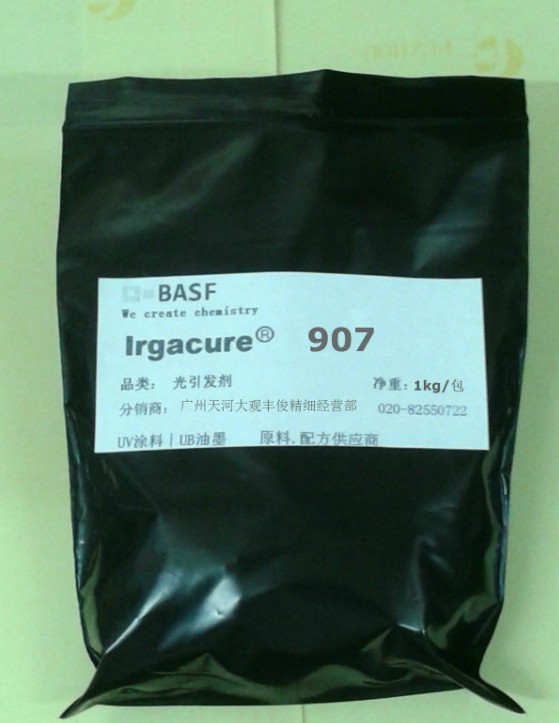 BASF
We create chemistry
Irgacure® 907
品类： 光引发剂 净重：1kg/包
分销商： 广州天河大观丰俊精细经营部 020-82550722
UV涂料|UB油墨 原料.配方供应商